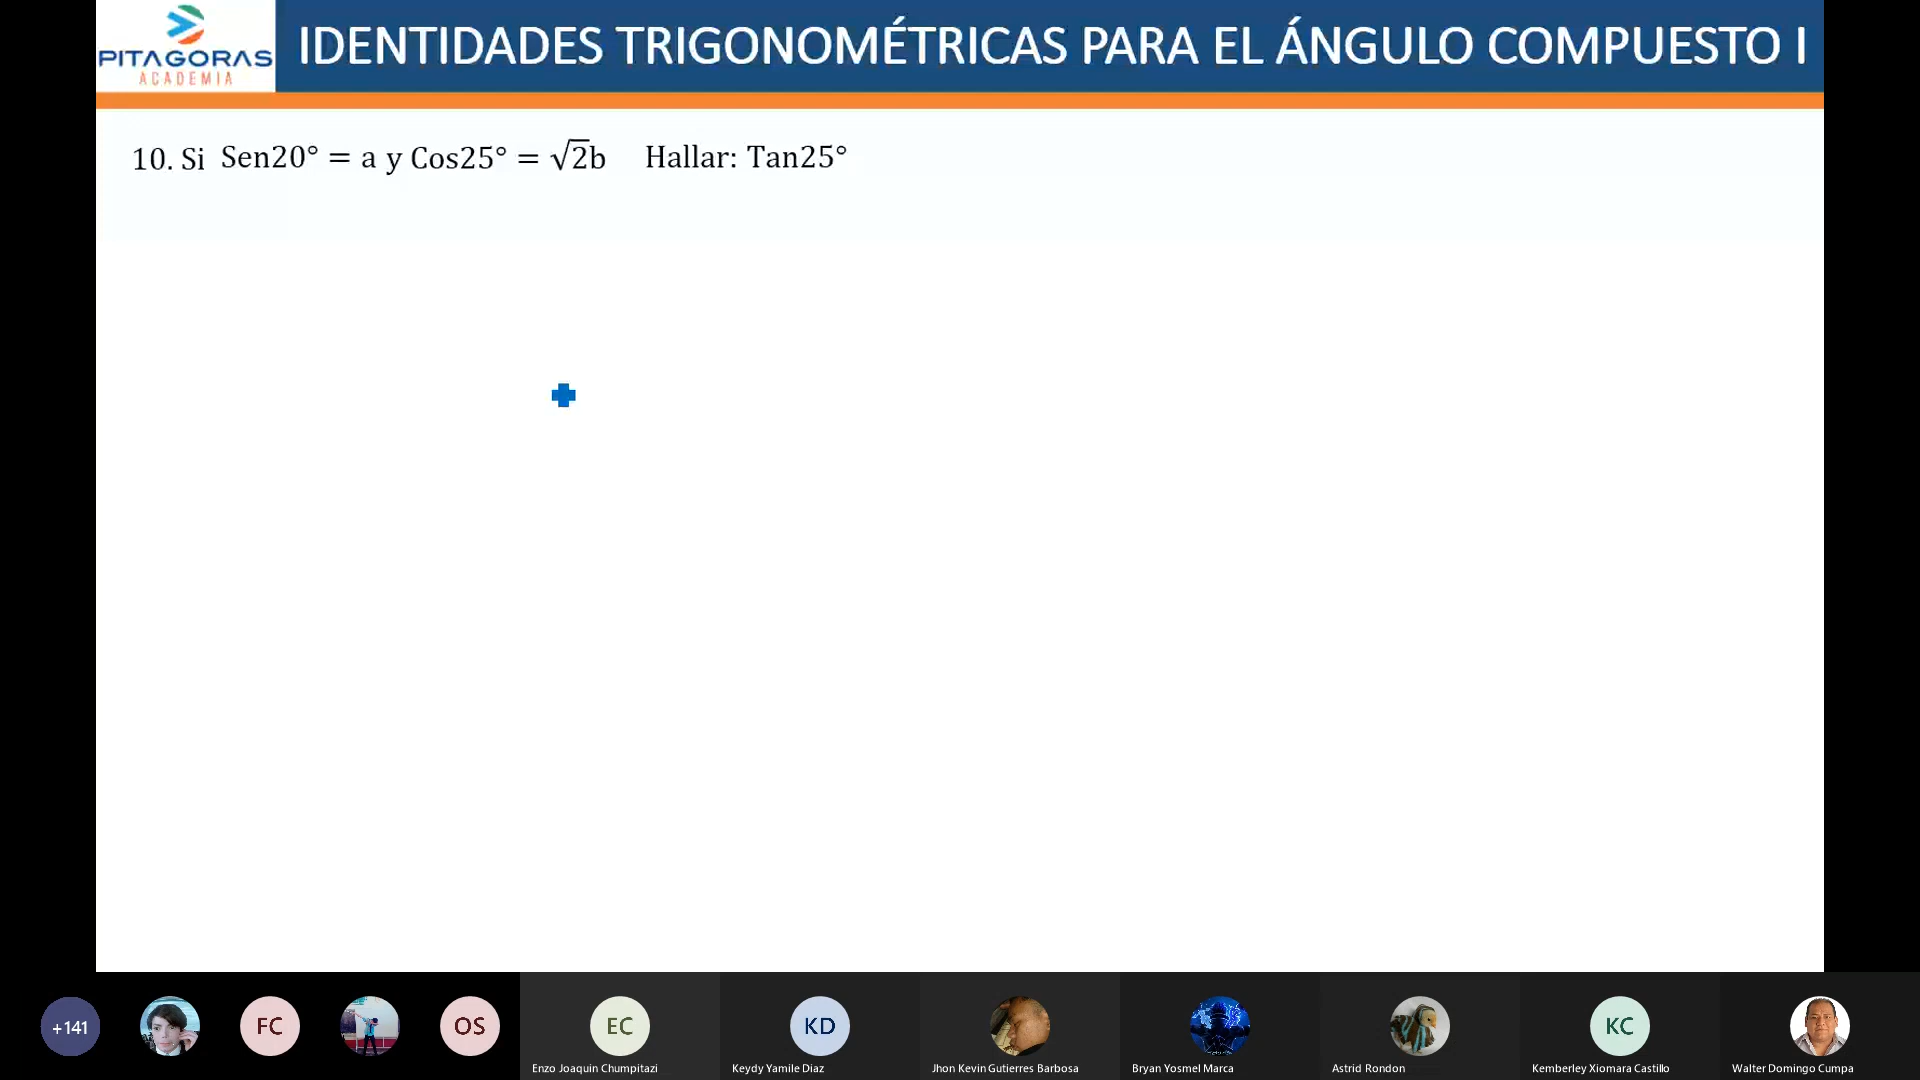 PITAGORAS
ACADEMIA
IDENTIDADES TRIGONOMÉTRICAS PARA EL ÁNGULO COMPUESTO I
10. Si Sen20° = a y Cos25° = √2b Hallar: Tan25°
+141
FC
OS
EC
KD
KC
Enzo Joaquin Chumpitazi
Keydy Yamile Diaz
Jhon Kevin Gutierres Barbosa
Bryan Yosmel Marca
Astrid Rondon
Kemberley Xiomara Castillo
Walter Domingo Cumpa